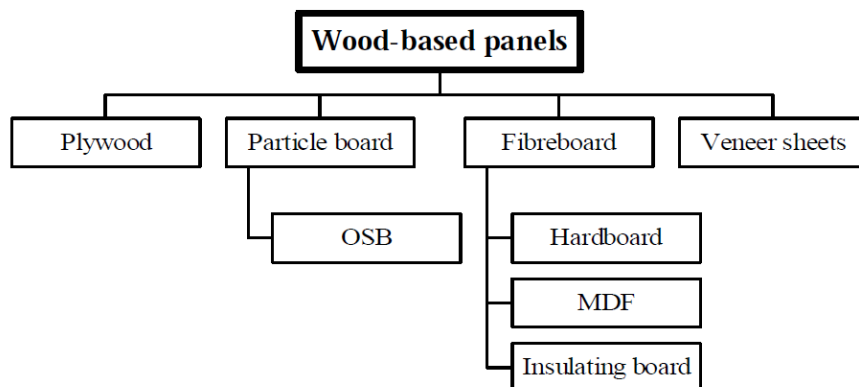 Wood-based panels
Plywood
Particle board
Fibreboard
Veneer sheets
OSB
Hardboard
MDF
Insulating board